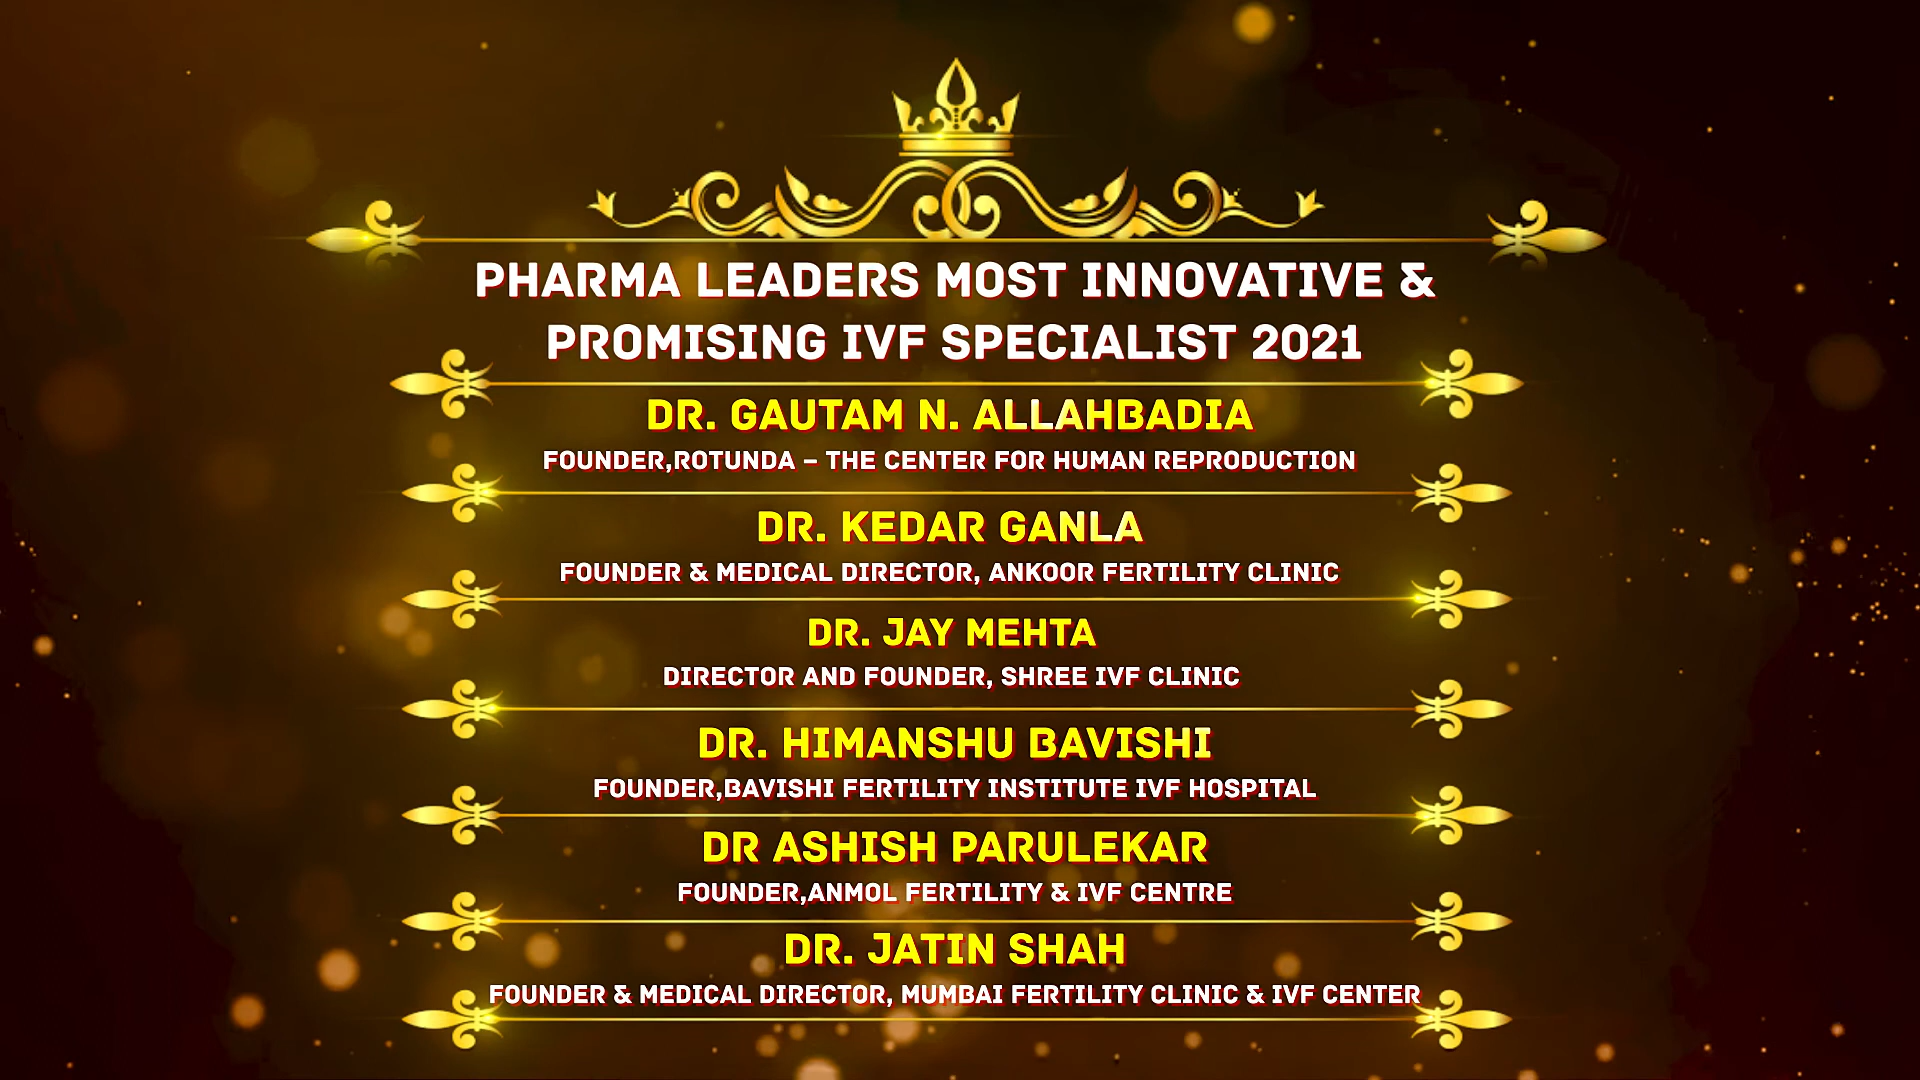 PHARMA LEADERS MOST INNOVATIVE &
PROMISING IVF SPECIALIST 2021
DR. GAUTAM N. ALLAHBADIA
FOUNDER,ROTUNDA – THE CENTER FOR HUMAN REPRODUCTION
DR. KEDAR GANLA
FOUNDER & MEDICAL DIRECTOR, ANKOOR FERTILITY CLINIC
DR. JAY MEHTA
DIRECTOR AND FOUNDER, SHREE IVF CLINIC
DR. HIMANSHU BAVISHI
FOUNDER,BAVISHI FERTILITY INSTITUTE IVF HOSPITAL
DR ASHISH PARULEKAR
FOUNDER,ANMOL FERTILITY & IVF CENTRE
DR. JATIN SHAH
FOUNDER & MEDICAL DIRECTOR, MUMBAI FERTILITY CLINIC & IVF CENTER